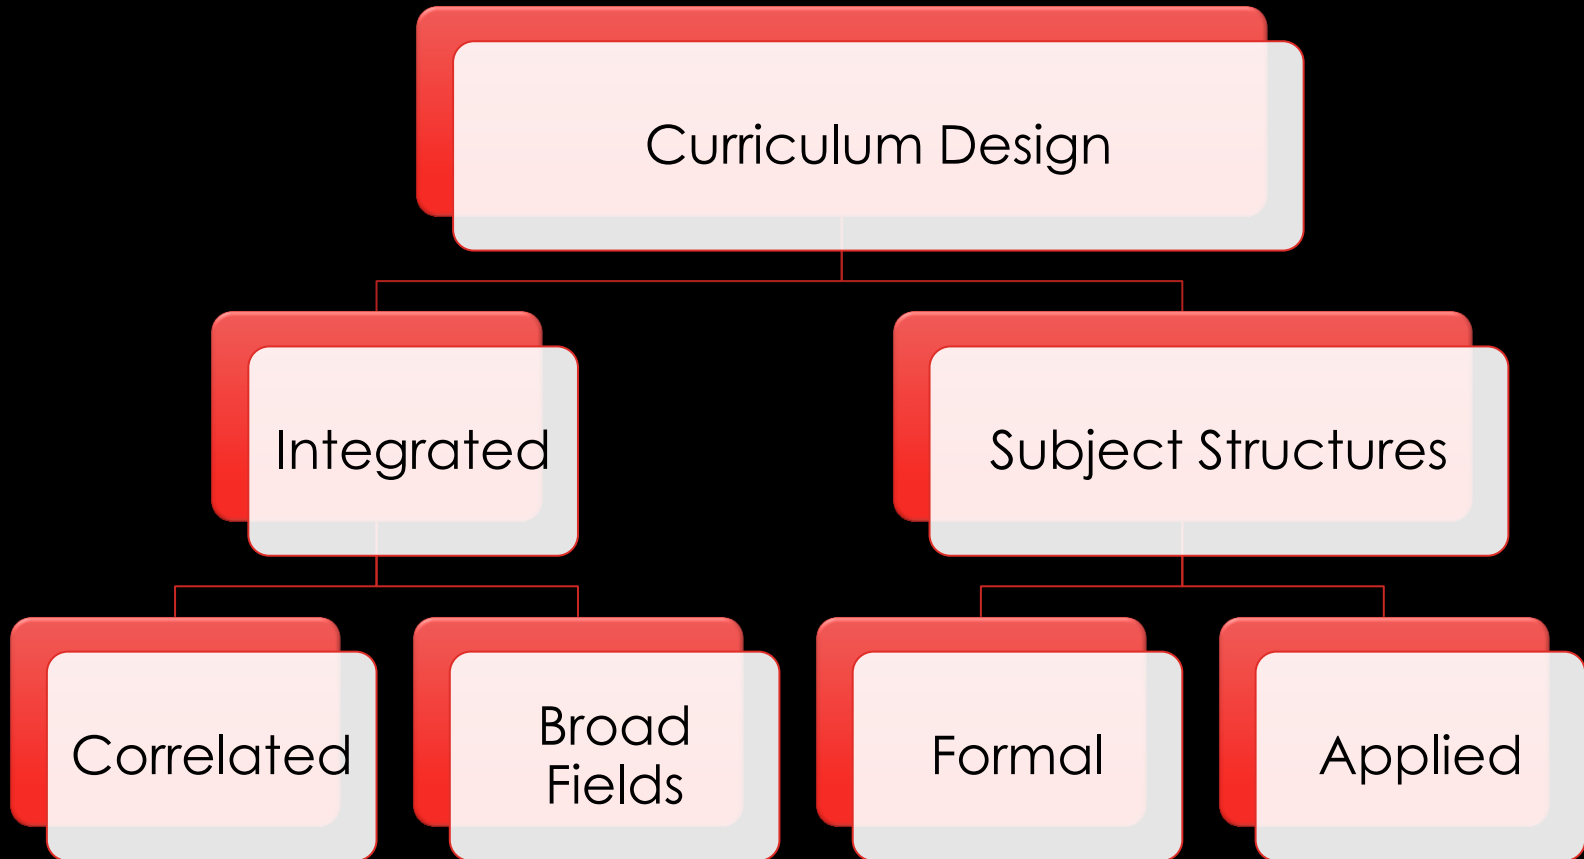 Curriculum Design
Integrated
Subject Structures
Correlated
Broad
Fields
Formal
Applied